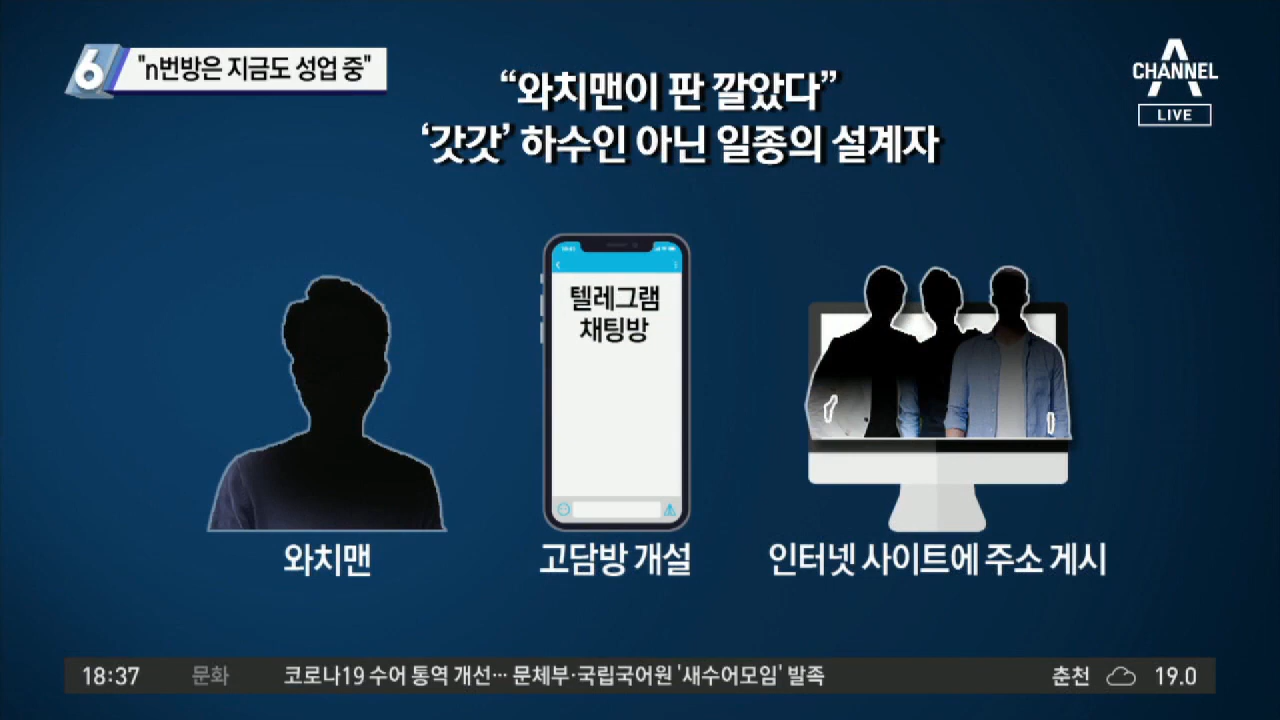 6
"n번방은 지금도 성업 중"
CHANNEL A
LIVE
“와치맨이 판 깔았다”
‘갓갓’ 하수인 아닌 일종의 설계자
텔레그램
채팅방
와치맨
고담방 개설
인터넷 사이트에 주소 게시
18:37 문화 코로나19 수어 통역 개선… 문체부·국립국어원 '새수어모임' 발족 춘천 19.0